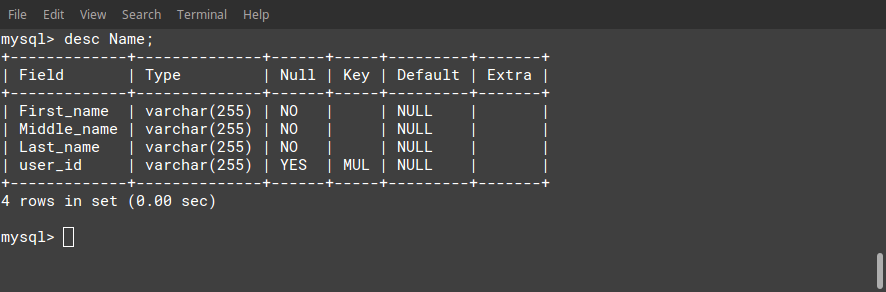 File Edit View Search Terminal Help
mysql> desc Name;
+-------------+--------------+------+-----+---------+-------+
| Field       | Type         | Null | Key | Default | Extra |
+-------------+--------------+------+-----+---------+-------+
| First_name  | varchar(255) | NO   |     | NULL    |       |
| Middle_name | varchar(255) | NO   |     | NULL    |       |
| Last_name   | varchar(255) | NO   |     | NULL    |       |
| user_id     | varchar(255) | YES  | MUL | NULL    |       |
+-------------+--------------+------+-----+---------+-------+
4 rows in set (0.00 sec)
mysql>